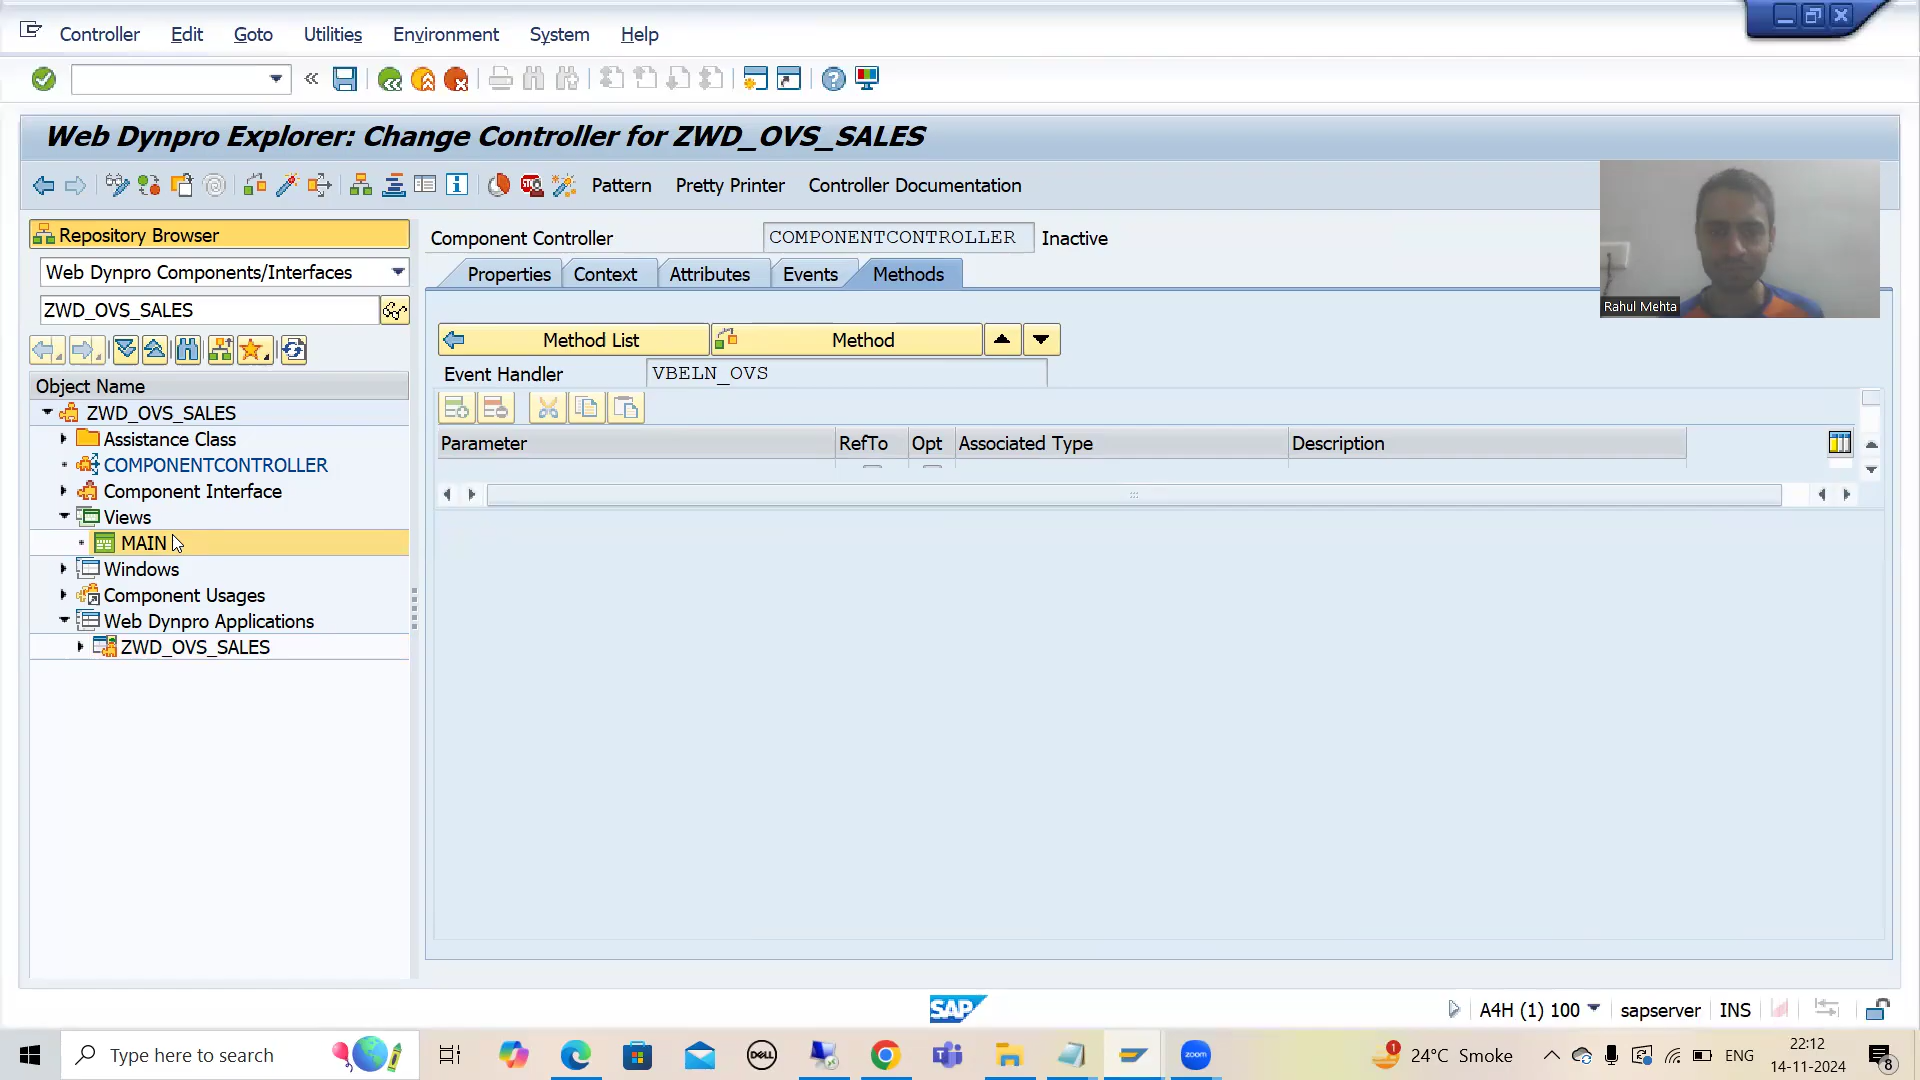 Controller Edit Goto Utilities Environment System Help
Web Dynpro Explorer: Change Controller for ZWD_OVS_SALES
Pattern Pretty Printer Controller Documentation
Repository Browser
Web Dynpro Components/Interfaces
ZWD_OVS_SALES
Object Name
ZWD_OVS_SALES
Assistance Class
COMPONENTCONTROLLER
Component Interface
Views
MAIN
Windows
Component Usages
Web Dynpro Applications
ZWD_OVS_SALES
Component Controller COMPONENTCONTROLLER Inactive
Properties Context Attributes Events Methods
Method List Method
Event Handler VBELN_OVS
Parameter RefTo Opt Associated Type Description
Rahul Mehta
SAP
A4H (1) 100 sapserver INS
Type here to search
DELL
zoom
1
24°C Smoke
ENG
22:12
14-11-2024
8